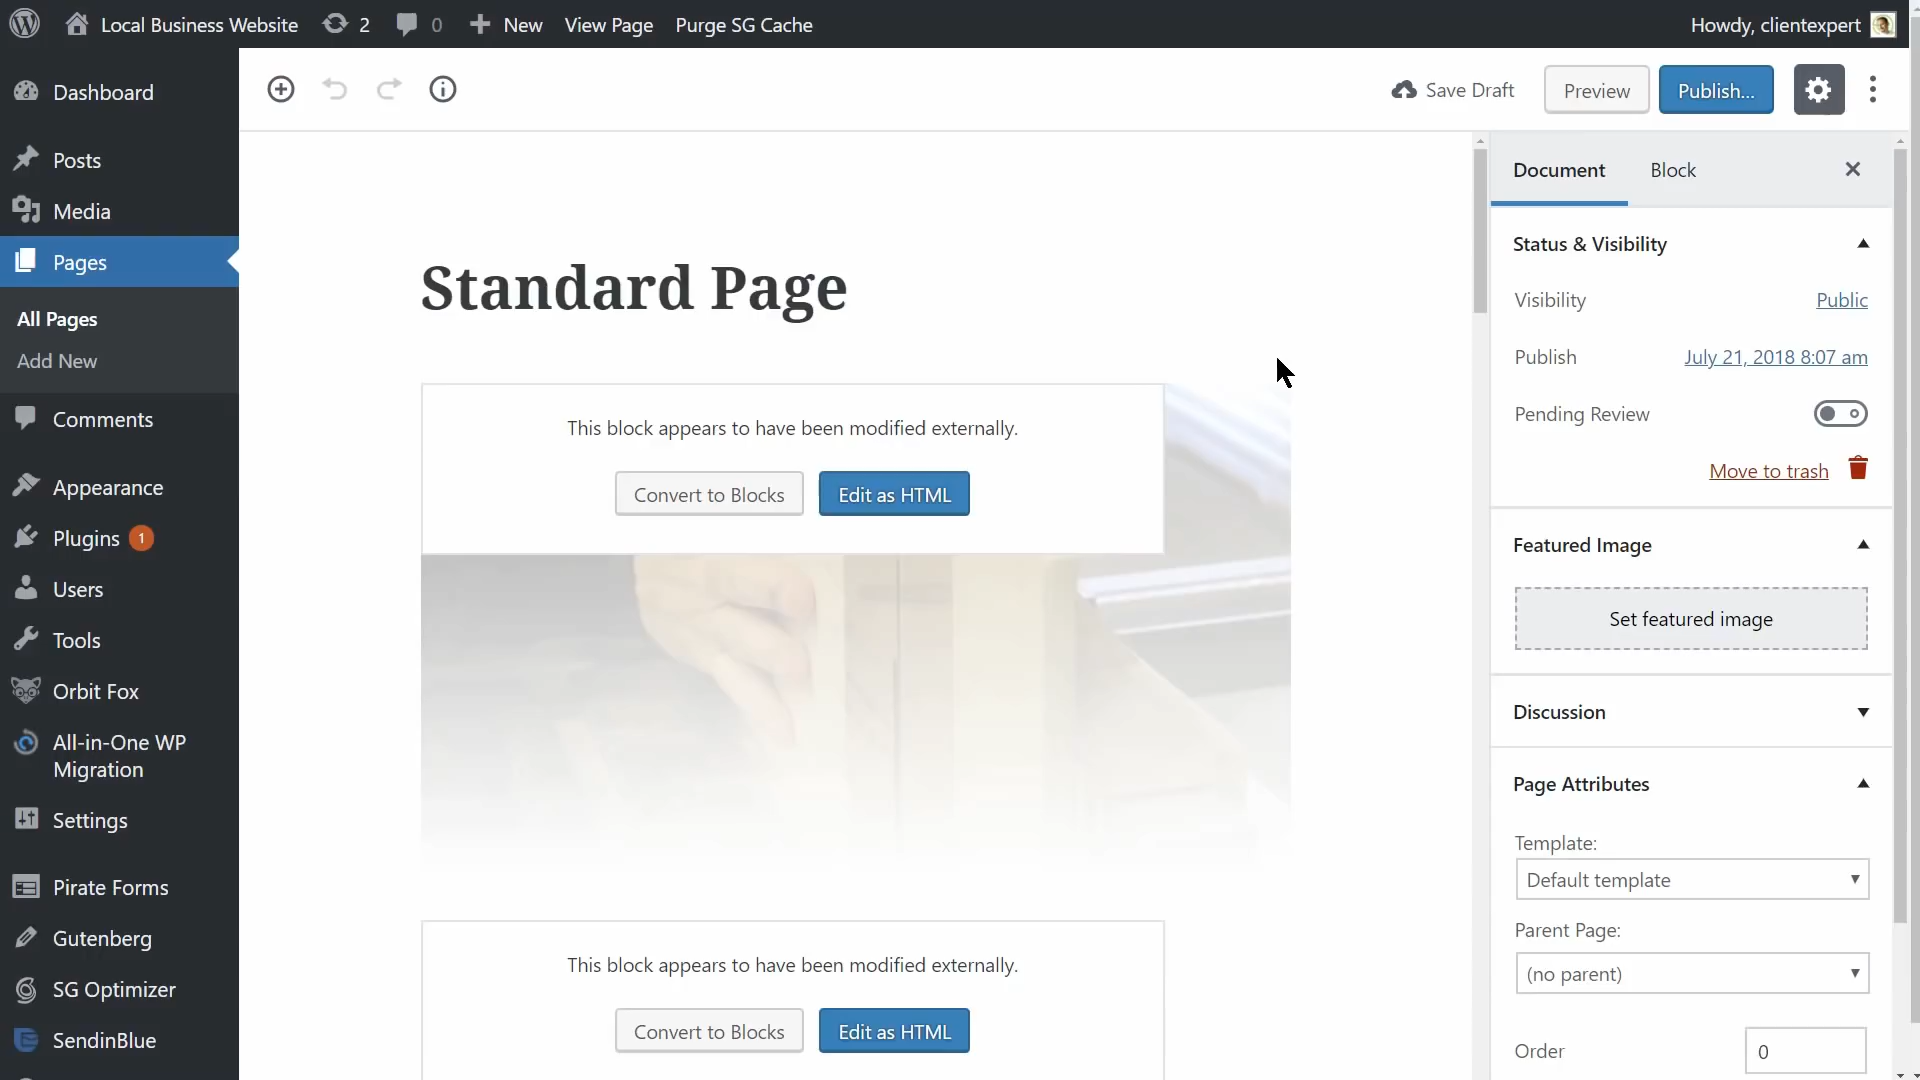 Local Business Website 2 0 New View Page Purge SG Cache Howdy, clientexpert
Dashboard
Posts
Media
Pages
All Pages
Add New
Comments
Appearance
Plugins 1
Users
Tools
Orbit Fox
All-in-One WP
Migration
Settings
Pirate Forms
Gutenberg
SG Optimizer
SendinBlue
Save Draft Preview Publish...
Standard Page
This block appears to have been modified externally.
Convert to Blocks Edit as HTML
This block appears to have been modified externally.
Convert to Blocks Edit as HTML
Document Block
Status & Visibility
Visibility Public
Publish July 21, 2018 8:07 am
Pending Review
Move to trash
Featured Image
Set featured image
Discussion
Page Attributes
Template:
Default template
Parent Page:
(no parent)
Order 0